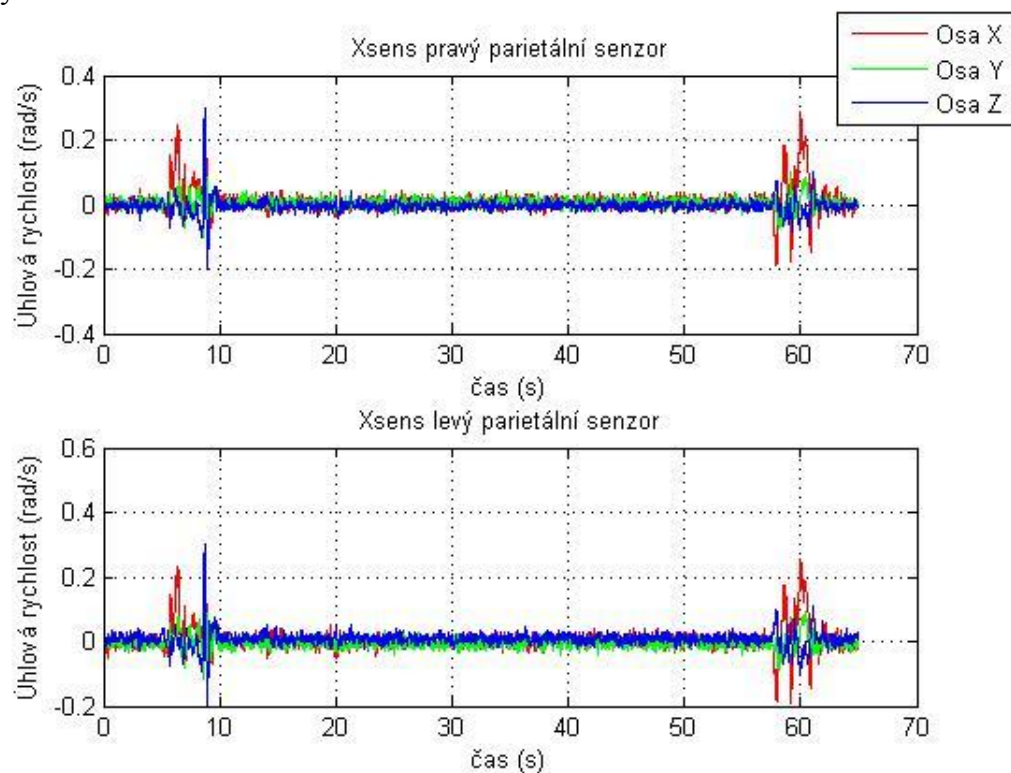 y
Xsens pravý parietální senzor
Osa X
Osa Y
Osa Z
Úhlová rychlost (rad/s)
0.4
0.2
0
-0.2
-0.4
0 10 20 30 40 50 60 70
čas (s)
Xsens levý parietální senzor
Úhlová rychlost (rad/s)
0.6
0.4
0.2
0
-0.2
0 10 20 30 40 50 60 70
čas (s)